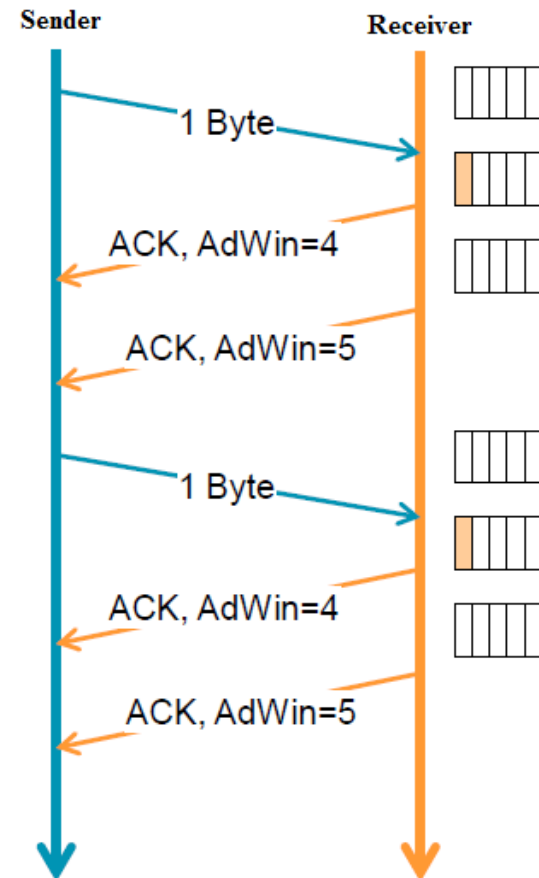 Sender
Receiver
1 Byte
ACK, AdWin=4
ACK, AdWin=5
1 Byte
ACK, AdWin=4
ACK, AdWin=5